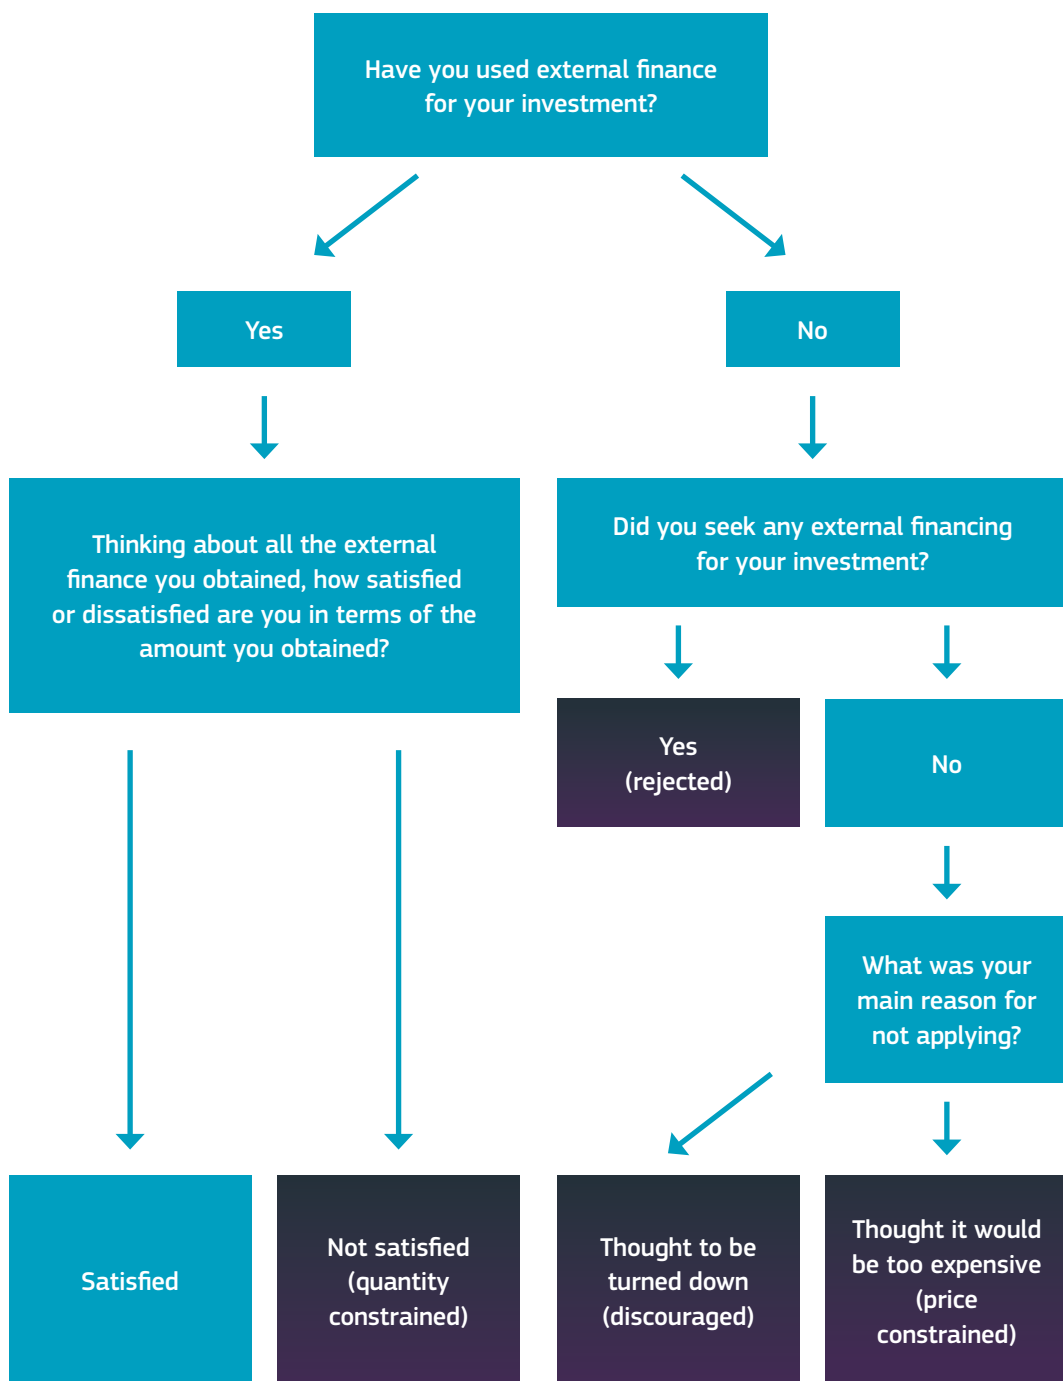 Have you used external finance
for your investment?
Yes
No
Thinking about all the external
finance you obtained, how satisfied
or dissatisfied are you in terms of the
amount you obtained?
Did you seek any external financing
for your investment?
Yes
(rejected)
No
What was your
main reason for
not applying?
Satisfied
Not satisfied
(quantity
constrained)
Thought to be
turned down
(discouraged)
Thought it would
be too expensive
(price
constrained)